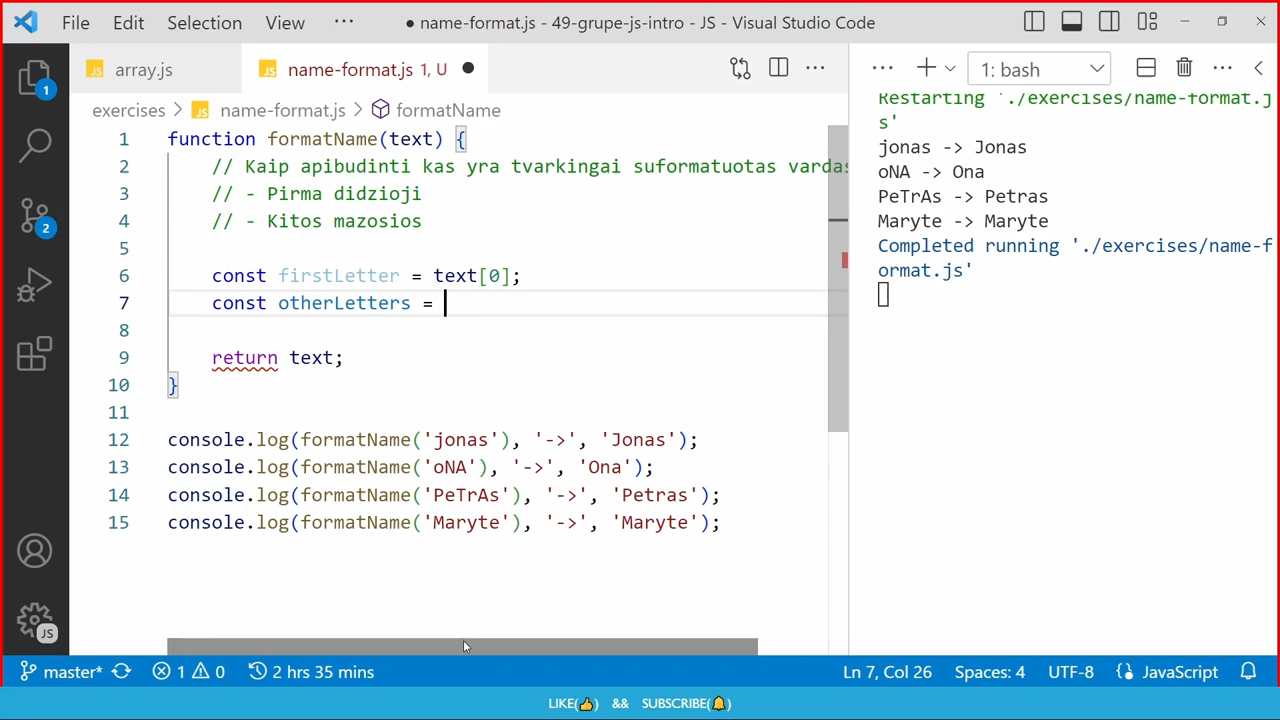 File Edit Selection View ··· ● name-format.js - 49-grupe-js-intro - JS - Visual Studio Code
JS array.js JS name-format.js 1, U ●
··· 1: bash ···
exercises > JS name-format.js > formatName
1 function formatName(text) {
2 // Kaip apibudinti kas yra tvarkingai suformatuotas vardas
3 // - Pirma didzioji
4 // - Kitos mazosios
5
6 const firstLetter = text[0];
7 const otherLetters =
8
9 return text;
10 }
11
12 console.log(formatName('jonas'), '->', 'Jonas');
13 console.log(formatName('oNA'), '->', 'Ona');
14 console.log(formatName('PeTrAs'), '->', 'Petras');
15 console.log(formatName('Maryte'), '->', 'Maryte');
Restarting './exercises/name-format.j
s'
jonas -> Jonas
oNA -> Ona
PeTrAs -> Petras
Maryte -> Maryte
Completed running './exercises/name-f
ormat.js'
1
2
JS
master* 1 0 2 hrs 35 mins Ln 7, Col 26 Spaces: 4 UTF-8 {} JavaScript
LIKE(👍) && SUBSCRIBE(🔔)